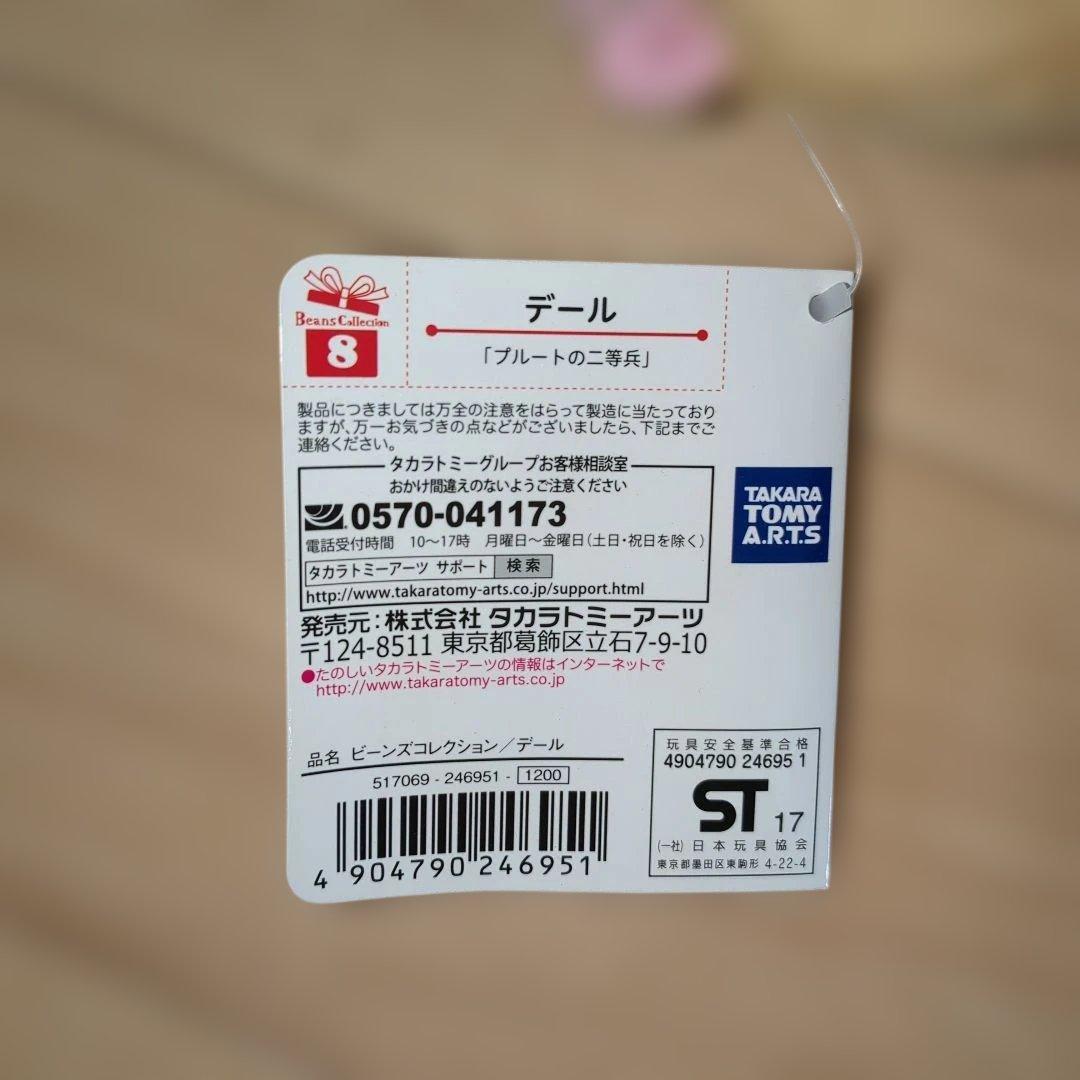 Beans Collection
8
デール
「プルートの二等兵」
製品につきましては万全の注意をはらって製造に当たっており
ますが、万一お気づきの点などがございましたら、下記までご
連絡ください。
タカラトミーグループお客様相談室
おかけ間違えのないようご注意ください
0570-041173
電話受付時間 10〜17時 月曜日〜金曜日(土日・祝日を除く)
タカラトミーアーツ サポート 検索
http://www.takaratomy-arts.co.jp/support.html
発売元:株式会社 タカラトミーアーツ
〒124-8511 東京都葛飾区立石7-9-10
●たのしいタカラトミーアーツの情報はインターネットで
http://www.takaratomy-arts.co.jp
TAKARA
TOMY
A.R.T.S
品名 ビーンズコレクション/デール
517069 - 246951 - 1200
4 904790 246951
玩具安全基準合格
4904790 24695 1
ST 17
(一社)日本玩具協会
東京都墨田区東駒形 4-22-4